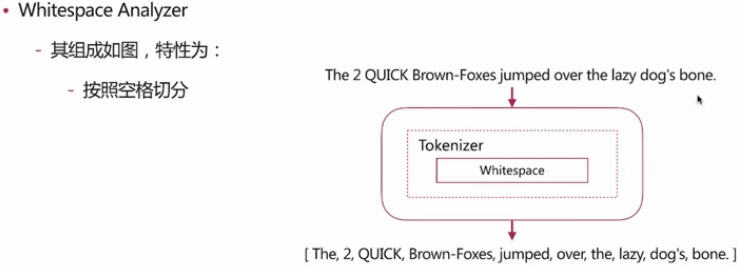 • Whitespace Analyzer
- 其组成如图，特性为：
- 按照空格切分
The 2 QUICK Brown-Foxes jumped over the lazy dog's bone.
Tokenizer
Whitespace
[ The, 2, QUICK, Brown-Foxes, jumped, over, the, lazy, dog's, bone. ]